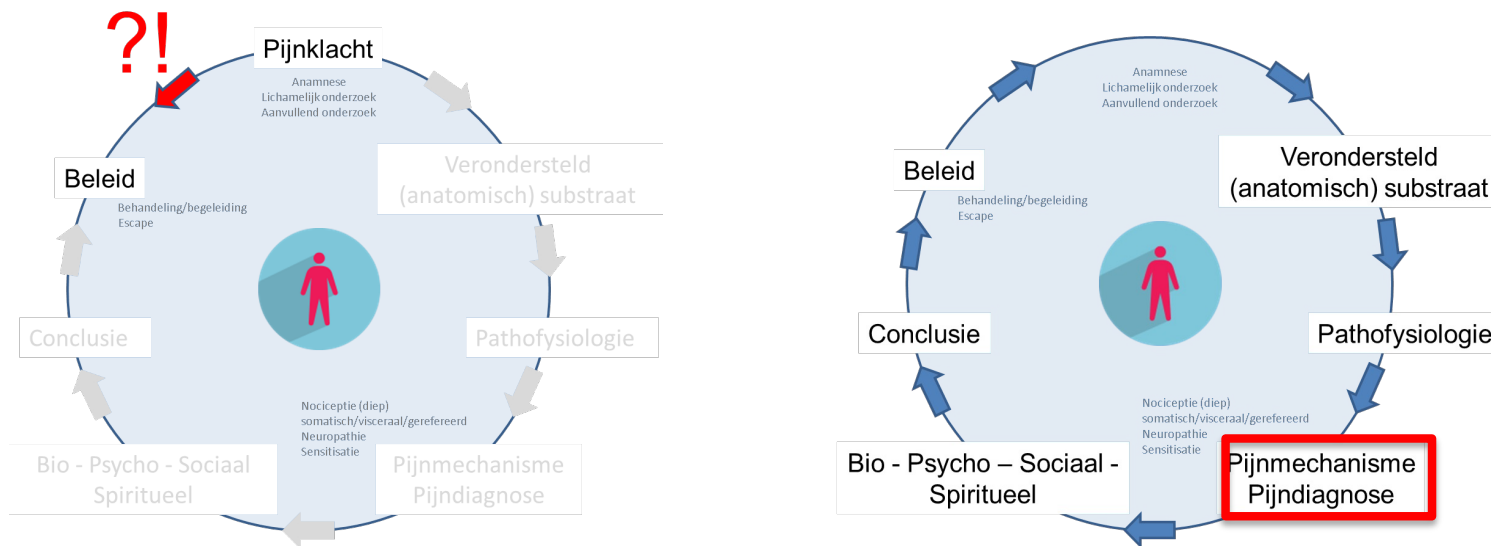 ?!
Pijnklacht
Anamnese
Lichamelijk onderzoek
Aanvullend onderzoek
Verondersteld
(anatomisch) substraat
Beleid
Behandeling/begeleiding
Escape
Conclusie
Pathofysiologie
Nociceptie (diep)
somatisch/visceraal/gerefereerd
Neuropathie
Sensitisatie
Bio - Psycho - Sociaal
Spiritueel
Pijnmechanisme
Pijndiagnose
Anamnese
Lichamelijk onderzoek
Aanvullend onderzoek
Verondersteld
(anatomisch) substraat
Beleid
Behandeling/begeleiding
Escape
Conclusie
Pathofysiologie
Nociceptie (diep)
somatisch/visceraal/gerefereerd
Neuropathie
Sensitisatie
Bio - Psycho – Sociaal -
Spiritueel
Pijnmechanisme
Pijndiagnose